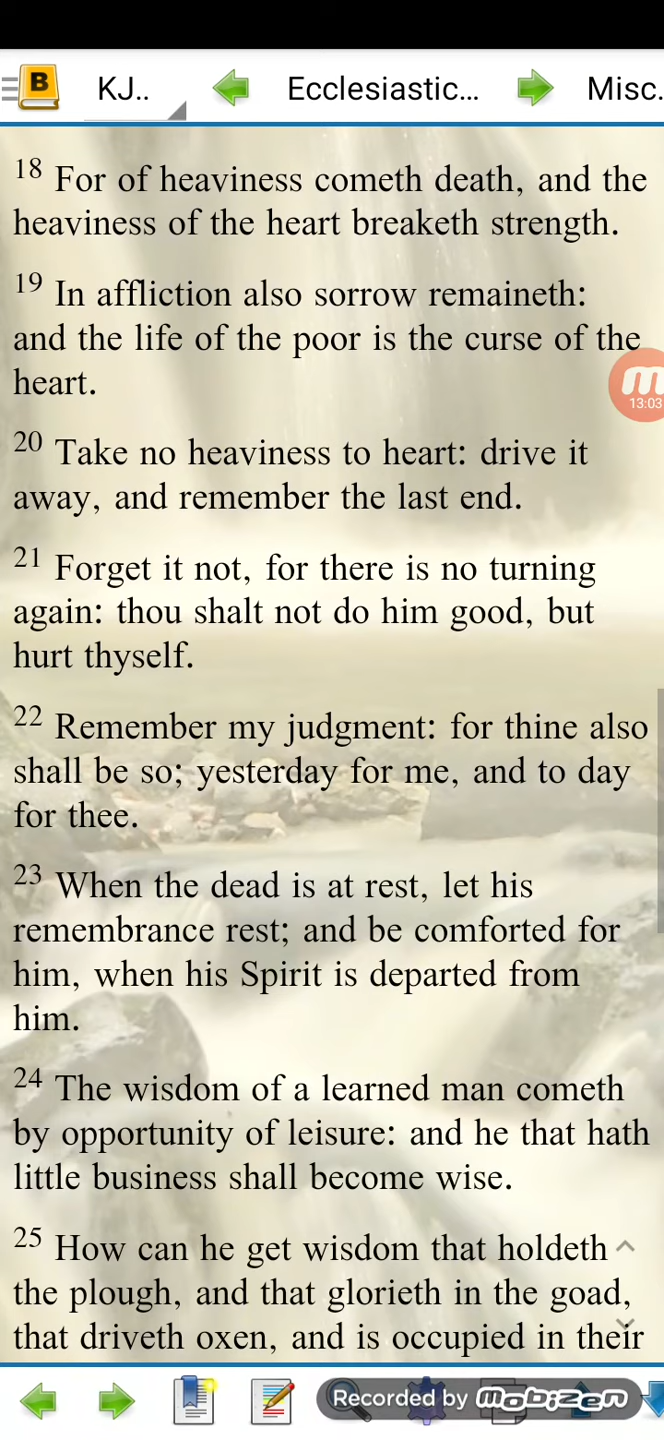 B KJ.. Ecclesiastic... Misc.
18 For of heaviness cometh death, and the
heaviness of the heart breaketh strength.
19 In affliction also sorrow remaineth:
and the life of the poor is the curse of the
heart.
m
13:03
20 Take no heaviness to heart: drive it
away, and remember the last end.
21 Forget it not, for there is no turning
again: thou shalt not do him good, but
hurt thyself.
22 Remember my judgment: for thine also
shall be so; yesterday for me, and to day
for thee.
23 When the dead is at rest, let his
remembrance rest; and be comforted for
him, when his Spirit is departed from
him.
24 The wisdom of a learned man cometh
by opportunity of leisure: and he that hath
little business shall become wise.
25 How can he get wisdom that holdeth
the plough, and that glorieth in the goad,
that driveth oxen, and is occupied in their
Recorded by mobizen